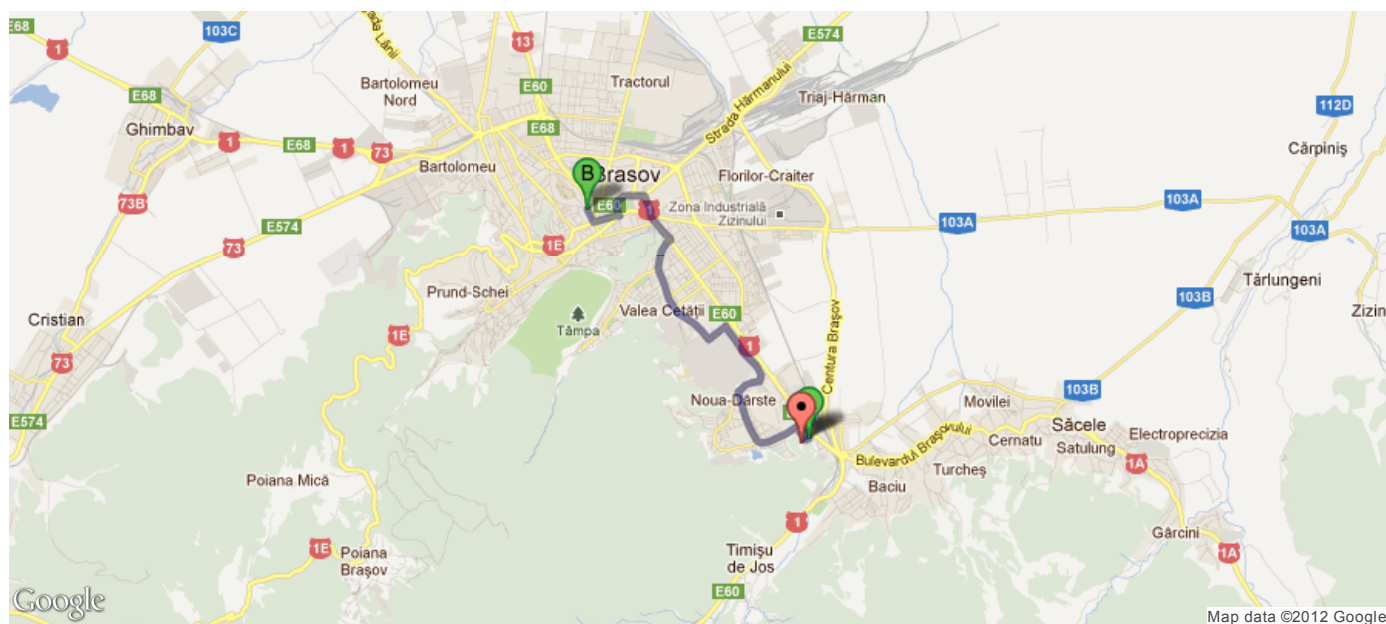 E68
1
103C
Strada Lânii
13
E574
E60
Tractorul
Bartolomeu
Nord
Strada Hărmanului
Triaj-Hărman
E68
112D
Ghimbav
E68
1
E68
1
73
Cărpiniș
Bartolomeu
B
Brasov
Florilor-Craiter
73B
E60
1
Zona Industrială
Zizinului
103A
103A
103A
E574
73
1E
Tărlungeni
Prund-Schei
103B
Zizin
Cristian
Valea Cetății
E60
Tâmpa
1E
1
Centura Brașov
73
103B
Noua-Dârste
Movilei
E574
Săcele
Electroprecizia
Cernatu
Satulung
Bulevardul Brașovului
1A
Turcheș
Poiana Mică
Baciu
1
Gârcini
1E
Poiana
Brașov
Timișu
de Jos
1A
E60
Google
Map data ©2012 Google